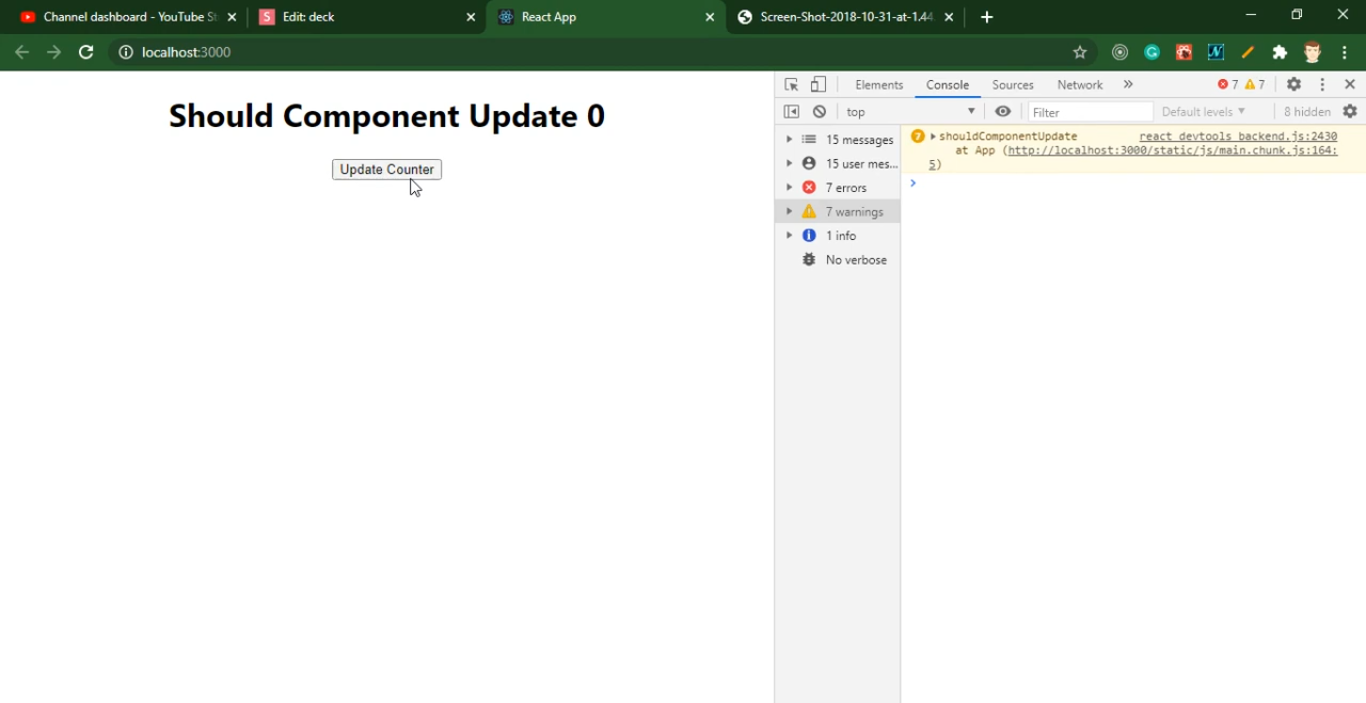 Channel dashboard - YouTube St
Edit: deck
React App
Screen-Shot-2018-10-31-at-1.44.
localhost:3000
Elements Console Sources Network » 7 7
top Filter Default levels 8 hidden
15 messages
15 user mes...
7 errors
7 warnings
1 info
No verbose
7 shouldComponentUpdate react_devtools_backend.js:2430
at App (http://localhost:3000/static/js/main.chunk.js:164:
5)
Should Component Update 0
Update Counter